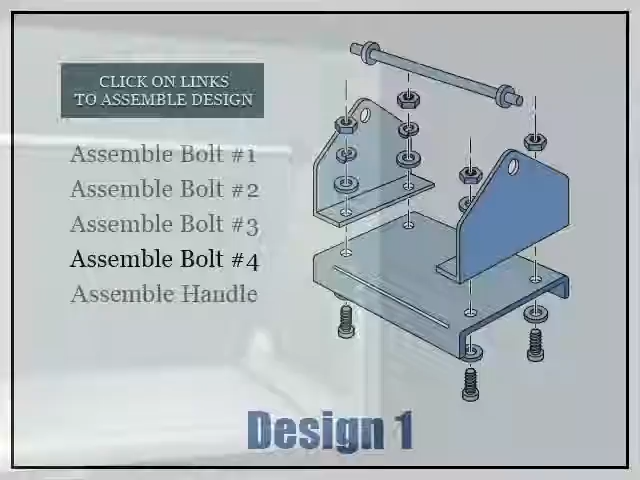 CLICK ON LINKS
TO ASSEMBLE DESIGN
Assemble Bolt #1
Assemble Bolt #2
Assemble Bolt #3
Assemble Bolt #4
Assemble Handle
Design 1